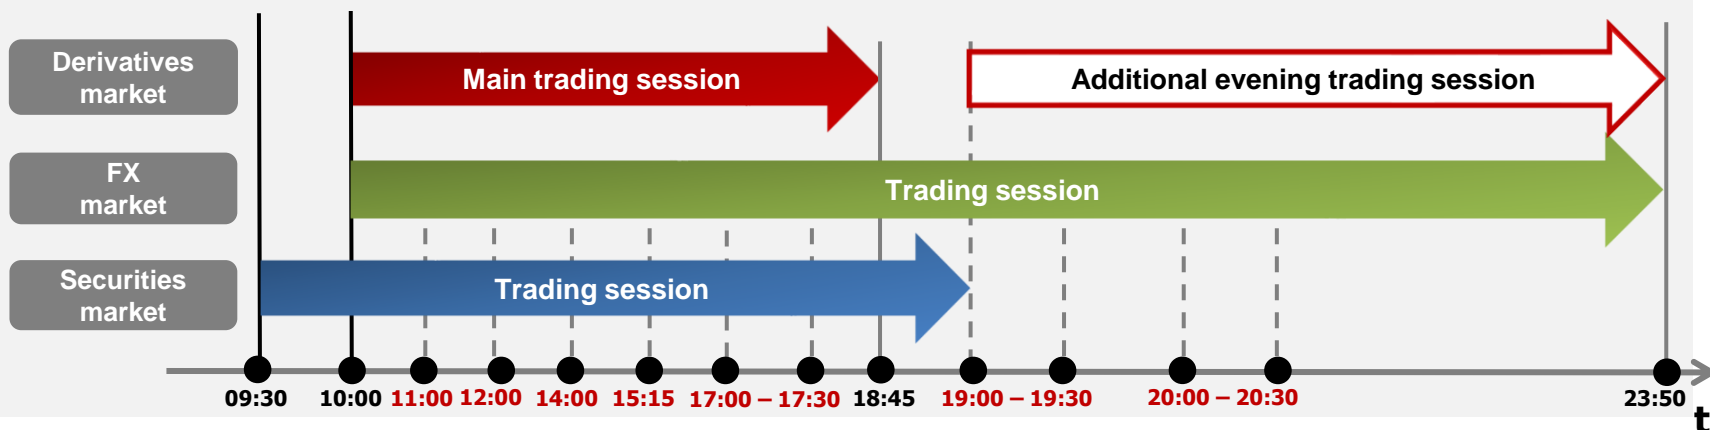 Derivatives
market
Main trading session
Additional evening trading session
FX
market
Trading session
Securities
market
Trading session
09:30 10:00 11:00 12:00 14:00 15:15 17:00 – 17:30 18:45 19:00 – 19:30 20:00 – 20:30 23:50
t